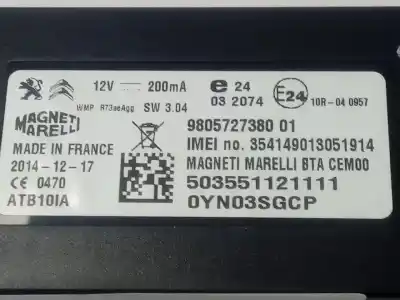 12V 200mA
WMP R73aeAgg SW 3.04
e 24
03 2074
E24
10R-04 0957
MAGNETI
MARELLI
MADE IN FRANCE
2014-12-17
CE 0470
ATB10IA
9805727380 01
IMEI no. 354149013051914
MAGNETI MARELLI BTA CEM00
503551121111
0YN03SGCP